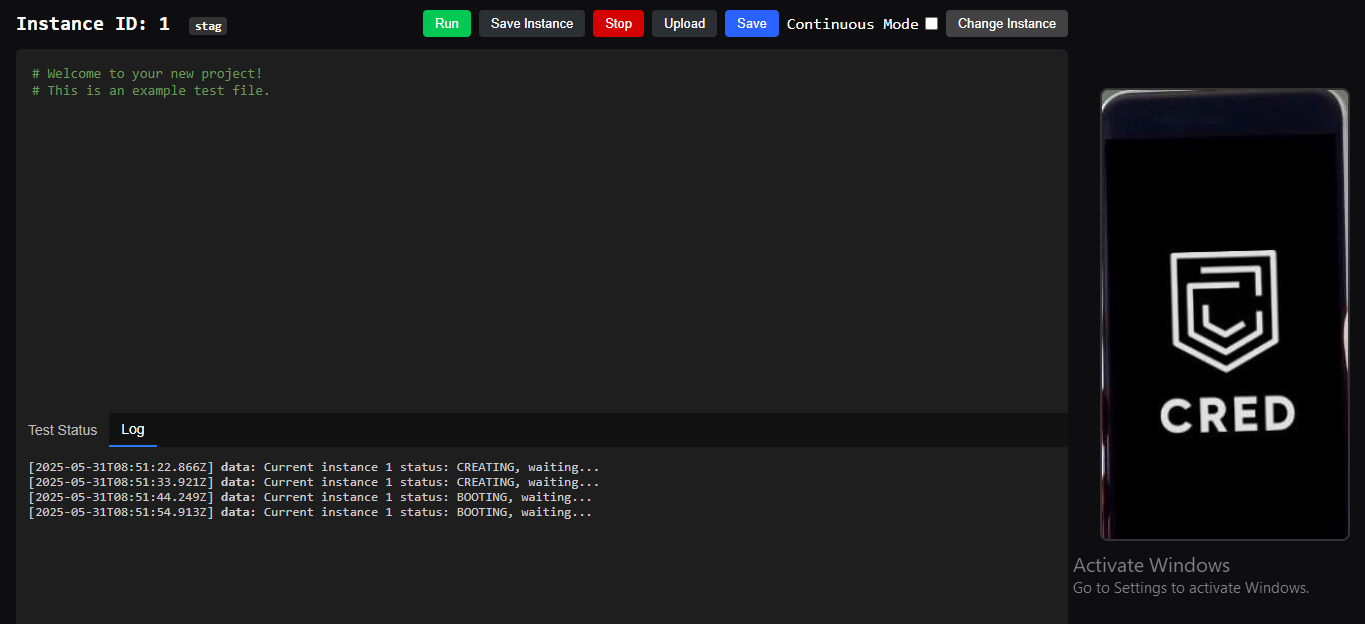 Instance ID: 1 stag Run Save Instance Stop Upload Save Continuous Mode Change Instance
# Welcome to your new project!
# This is an example test file.
CRED
Test Status Log
[2025-05-31T08:51:22.866Z] data: Current instance 1 status: CREATING, waiting...
[2025-05-31T08:51:33.921Z] data: Current instance 1 status: CREATING, waiting...
[2025-05-31T08:51:44.249Z] data: Current instance 1 status: BOOTING, waiting...
[2025-05-31T08:51:54.913Z] data: Current instance 1 status: BOOTING, waiting...
Activate Windows
Go to Settings to activate Windows.